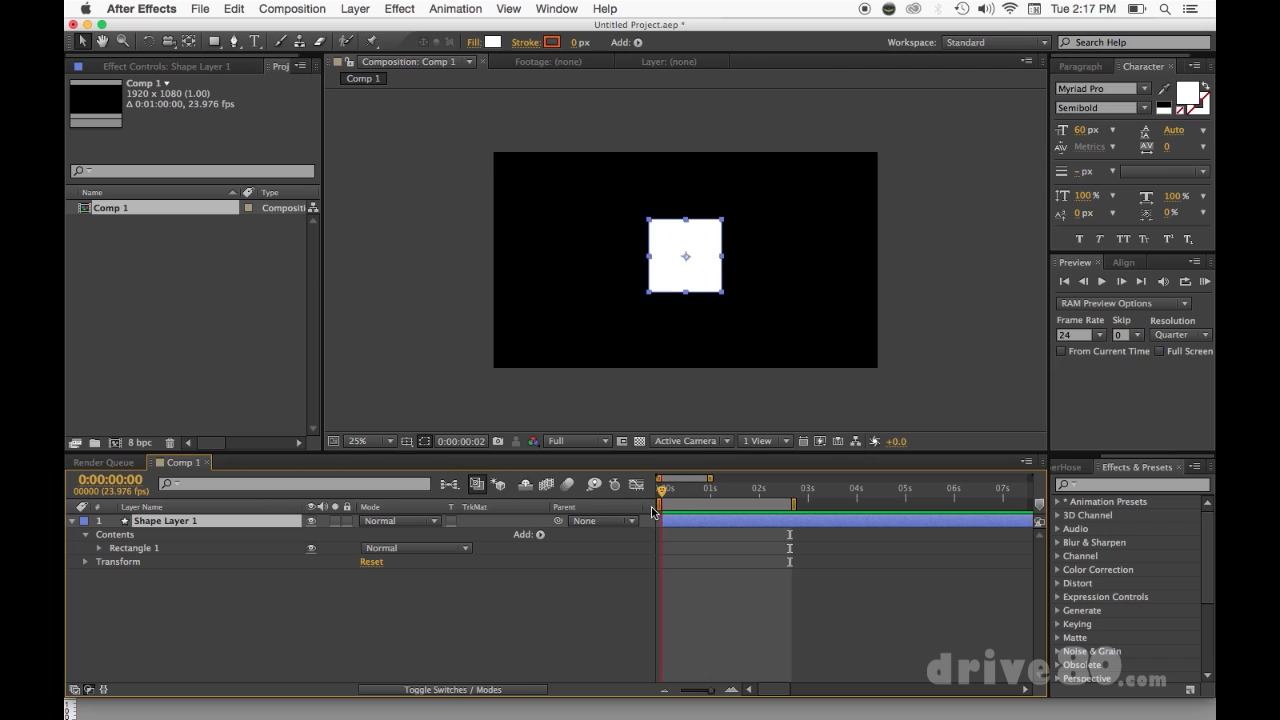 After Effects File Edit Composition Layer Effect Animation View Window Help Tue 2:17 PM
Untitled Project.aep *
Fill: Stroke: 0 px Add: Workspace: Standard Search Help
Effect Controls: Shape Layer 1 Proj
Comp 1
1920 x 1080 (1.00)
Δ 0:01:00:00, 23.976 fps
Name Type
Comp 1 Compositi
8 bpc
Composition: Comp 1 Footage: (none) Layer: (none)
Comp 1
25% 0:00:00:02 Full Active Camera 1 View +0.0
Paragraph Character
Myriad Pro
Semibold
60 px Auto
Metrics 0
- px
100 % 100 %
0 px 0 %
T T TT Tr T¹ T₁
Preview Align
RAM Preview Options
Frame Rate Skip Resolution
24 0 Quarter
From Current Time Full Screen
Render Queue Comp 1
0:00:00:00
00000 (23.976 fps)
01s 02s 03s 04s 05s 06s 07s
# Layer Name Mode T TrkMat Parent
1 Shape Layer 1 Normal None
Contents Add:
Rectangle 1 Normal
Transform Reset
Toggle Switches / Modes
Effects & Presets
* Animation Presets
3D Channel
Audio
Blur & Sharpen
Channel
Color Correction
Distort
Expression Controls
Generate
Keying
Matte
Noise & Grain
Obsolete
Perspective
drive80.com